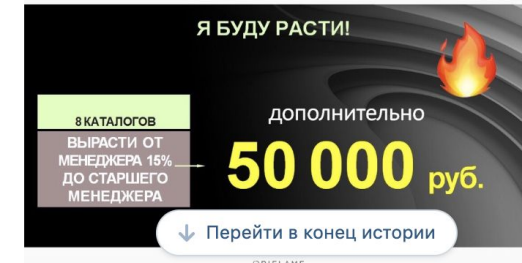 Я БУДУ РАСТИ!
8 КАТАЛОГОВ
ВЫРАСТИ ОТ
МЕНЕДЖЕРА 15%
ДО СТАРШЕГО
МЕНЕДЖЕРА
дополнительно
50 000 руб.
Перейти в конец истории